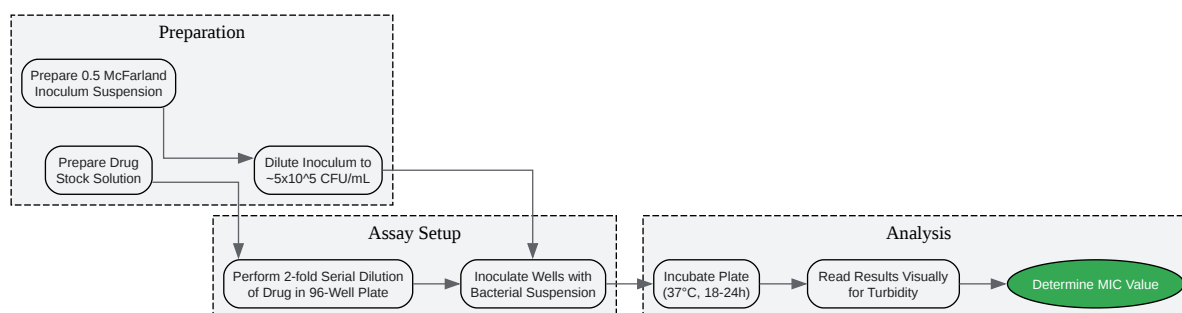 Preparation
Prepare 0.5 McFarland
Inoculum Suspension
Prepare Drug
Stock Solution
Dilute Inoculum to
~5x10^5 CFU/mL
Assay Setup
Perform 2-fold Serial Dilution
of Drug in 96-Well Plate
Inoculate Wells with
Bacterial Suspension
Analysis
Incubate Plate
(37°C, 18-24h)
Read Results Visually
for Turbidity
Determine MIC Value